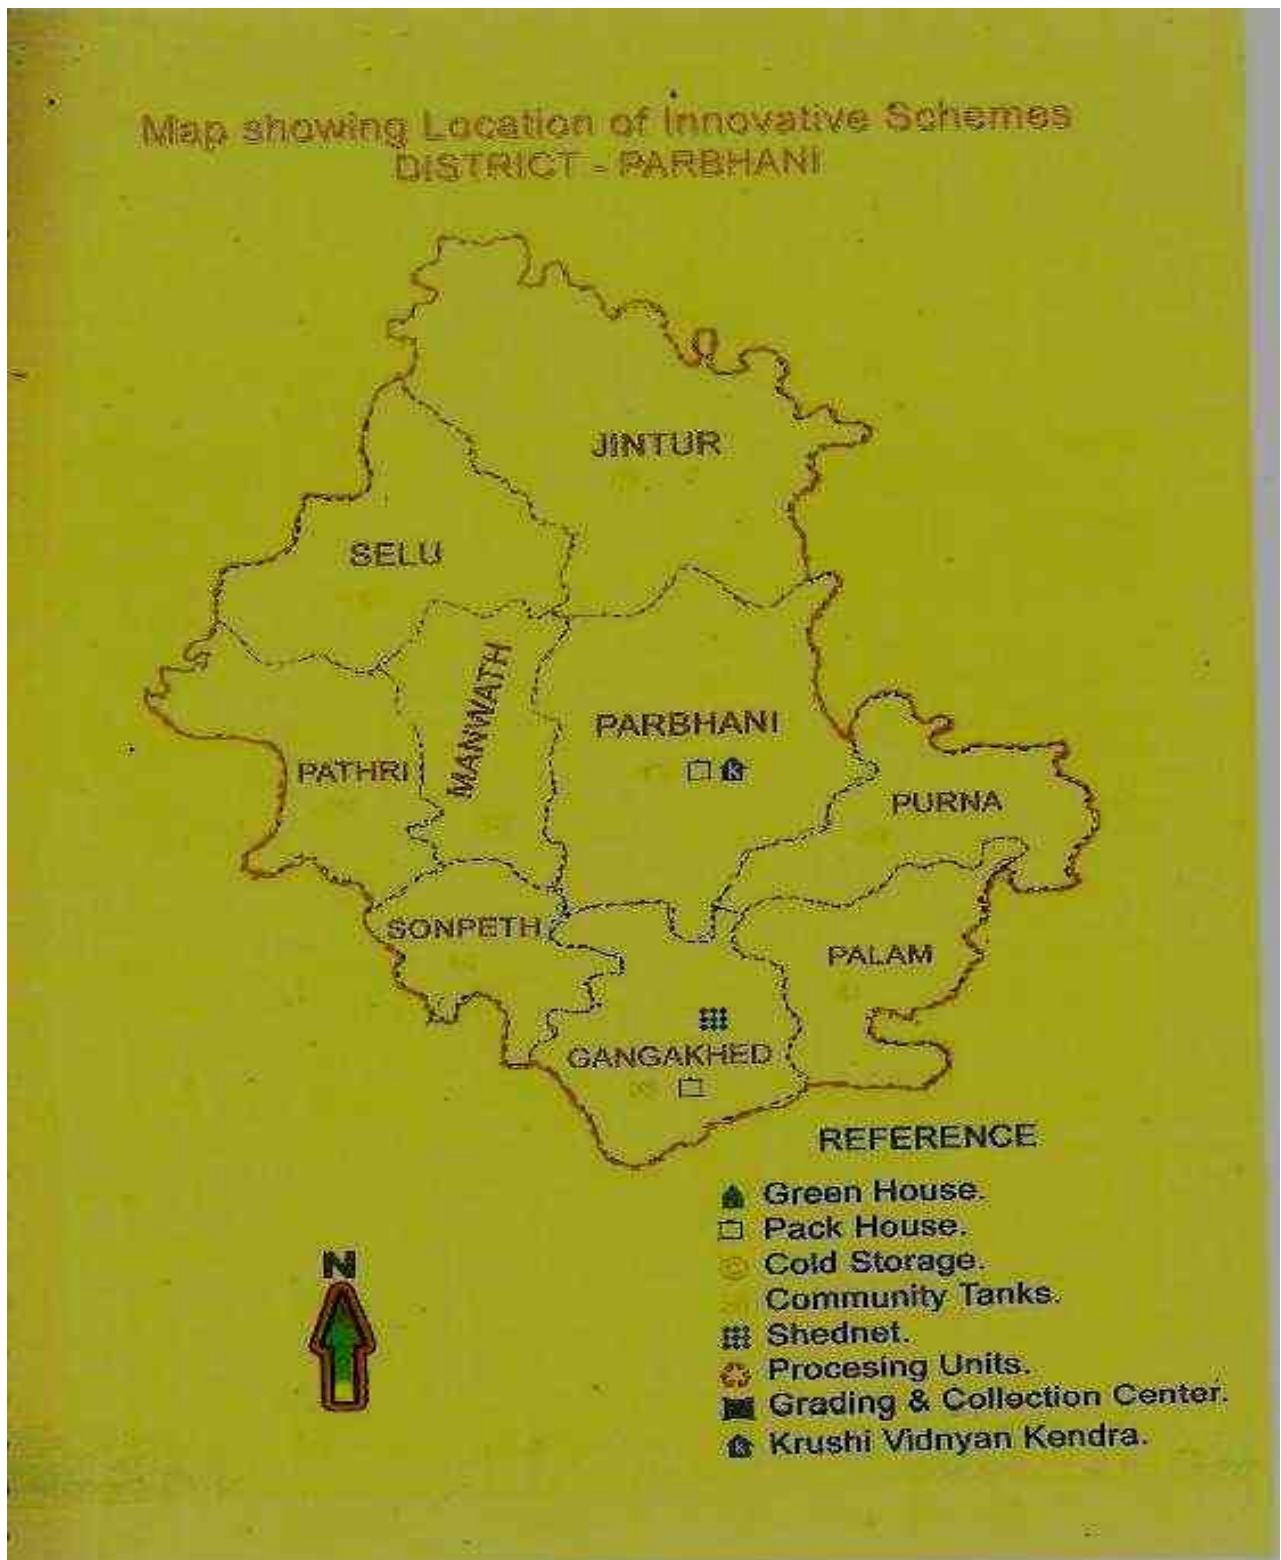 Map showing Location of Innovative Schemes
DISTRICT - PARBHANI
JINTUR
SELU
MANWATH
PARBHANI
PATHRI
PURNA
SONPETH
PALAM
GANGAKHED
REFERENCE
Green House.
Pack House.
Cold Storage.
Community Tanks.
Shednet.
Procesing Units.
Grading & Collection Center.
K Krushi Vidnyan Kendra.
N